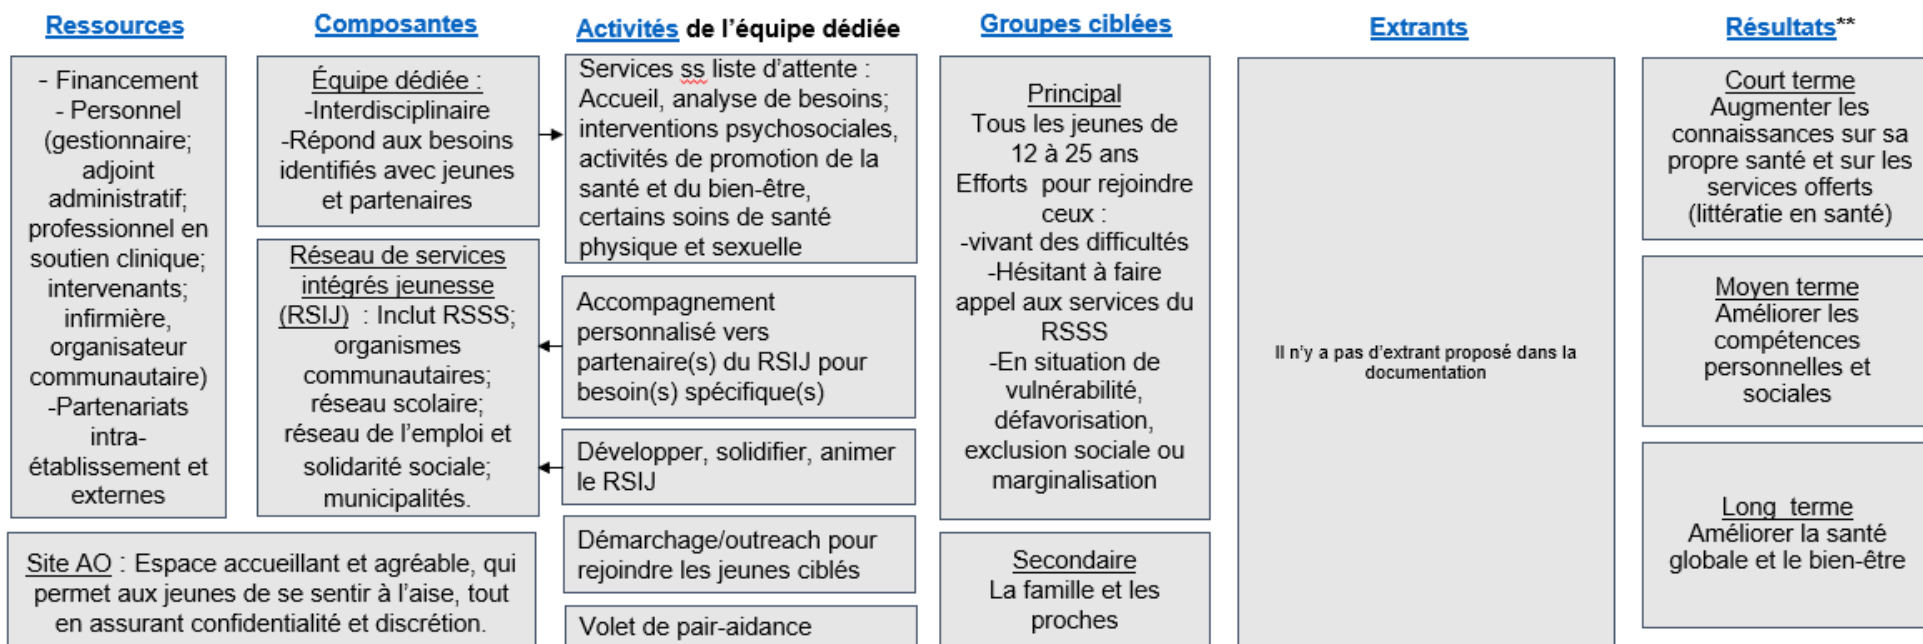 Ressources
- Financement
- Personnel
(gestionnaire;
adjoint
administratif;
professionnel en
soutien clinique;
intervenants;
infirmière,
organisateur
communautaire)
-Partenariats
intra-
établissement et
externes
Composantes
Équipe dédiée :
-Interdisciplinaire
-Répond aux besoins
identifiés avec jeunes
et partenaires
Réseau de services
intégrés jeunesse
(RSIJ) : Inclut RSSS;
organismes
communautaires;
réseau scolaire;
réseau de l'emploi et
solidarité sociale;
municipalités.
Site AO : Espace accueillant et agréable, qui
permet aux jeunes de se sentir à l'aise, tout
en assurant confidentialité et discrétion.
Activités de l'équipe dédiée
Services ss liste d'attente :
Accueil, analyse de besoins;
interventions psychosociales,
activités de promotion de la
santé et du bien-être,
certains soins de santé
physique et sexuelle
Accompagnement
personnalisé vers
partenaire(s) du RSIJ pour
besoin(s) spécifique(s)
Développer, solidifier, animer
le RSIJ
Démarchage/outreach pour
rejoindre les jeunes ciblés
Volet de pair-aidance
Groupes ciblées
Principal
Tous les jeunes de
12 à 25 ans
Efforts pour rejoindre
ceux :
-vivant des difficultés
-Hésitant à faire
appel aux services du
RSSS
-En situation de
vulnérabilité,
défavorisation,
exclusion sociale ou
marginalisation
Secondaire
La famille et les
proches
Extrants
Il n'y a pas d'extrant proposé dans la
documentation
Résultats**
Court terme
Augmenter les
connaissances sur sa
propre santé et sur les
services offerts
(littératie en santé)
Moyen terme
Améliorer les
compétences
personnelles et
sociales
Long terme
Améliorer la santé
globale et le bien-être